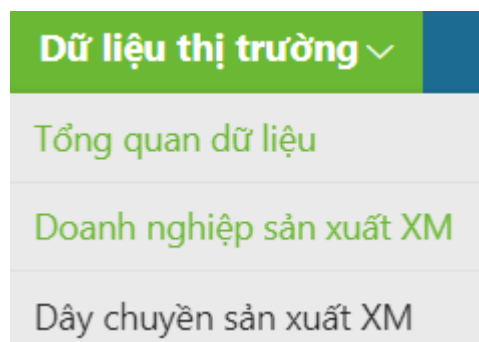 Dữ liệu thị trường
Tổng quan dữ liệu
Doanh nghiệp sản xuất XM
Dây chuyền sản xuất XM